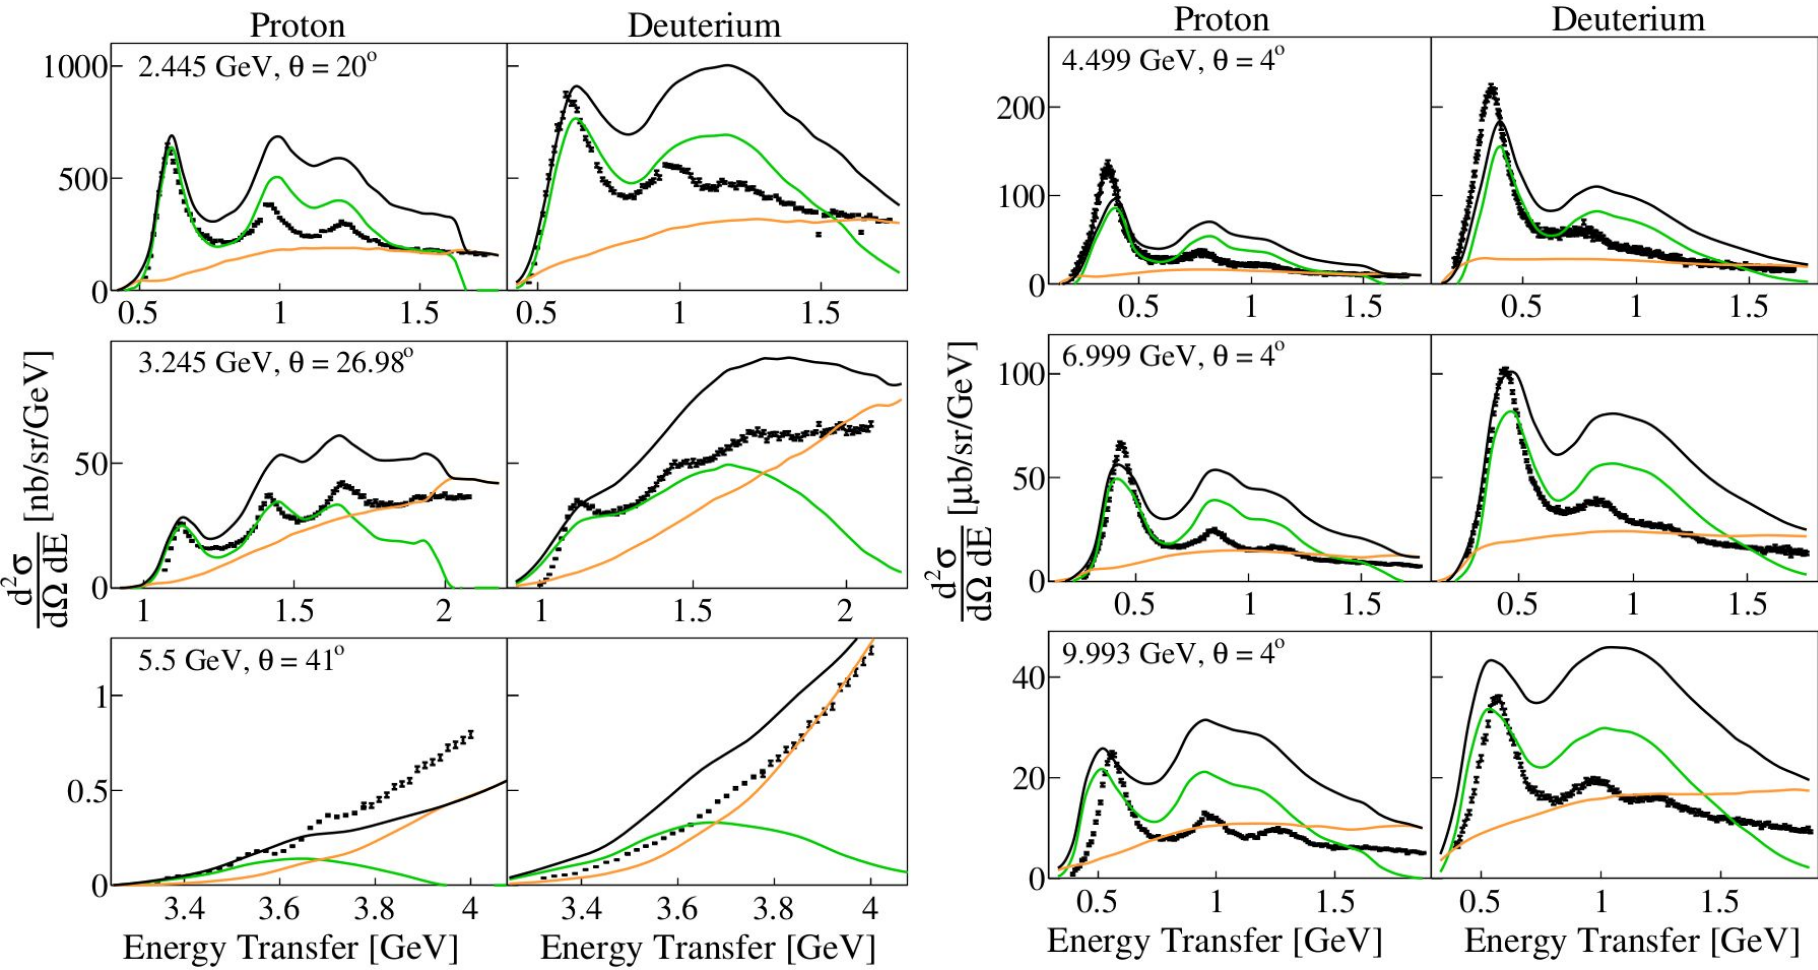 Proton Deuterium
2.445 GeV, θ = 20°
1000
500
0
0.5 1 1.5 0.5 1 1.5
3.245 GeV, θ = 26.98°
50
0
1 1.5 2 1 1.5 2
5.5 GeV, θ = 41°
1
0.5
0
3.4 3.6 3.8 4 3.4 3.6 3.8 4
Energy Transfer [GeV] Energy Transfer [GeV]
d²σ/dΩ dE [nb/sr/GeV]
Proton Deuterium
4.499 GeV, θ = 4°
200
100
0
0.5 1 1.5 0.5 1 1.5
6.999 GeV, θ = 4°
100
50
0
0.5 1 1.5 0.5 1 1.5
9.993 GeV, θ = 4°
40
20
0
0.5 1 1.5 0.5 1 1.5
Energy Transfer [GeV] Energy Transfer [GeV]
d²σ/dΩ dE [μb/sr/GeV]